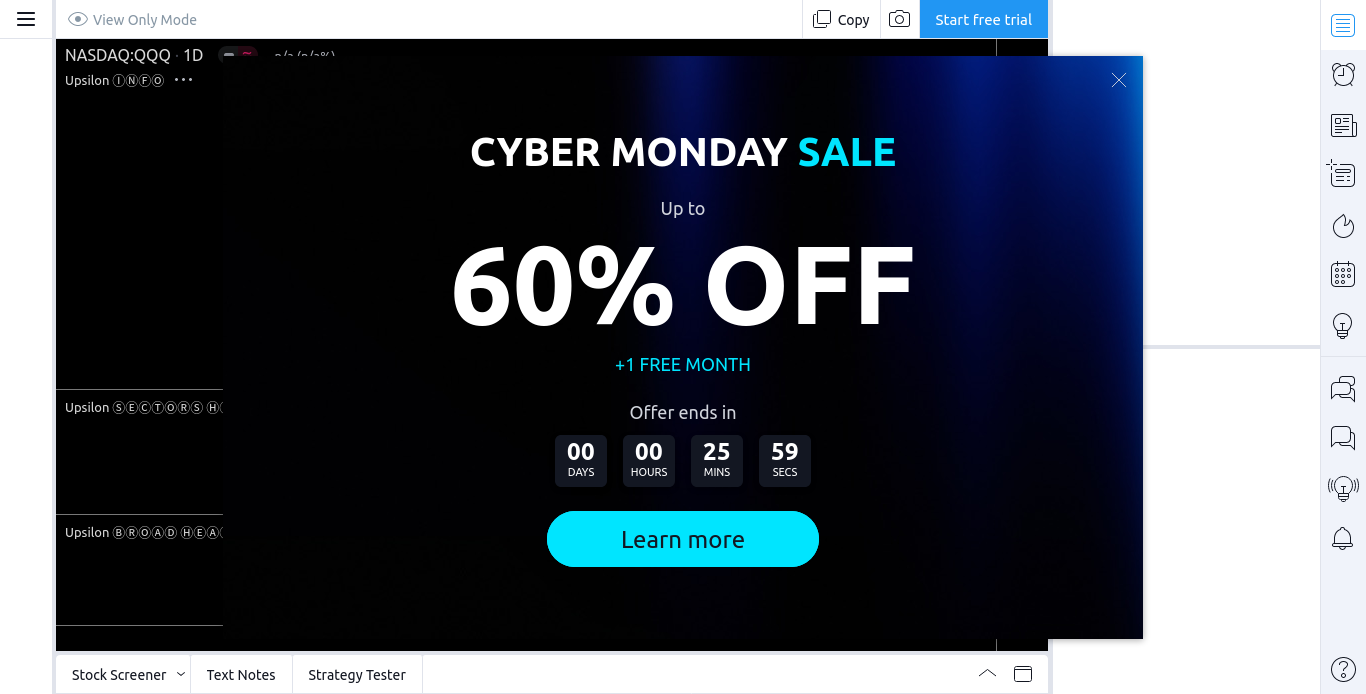 View Only Mode
Copy
Start free trial
NASDAQ:QQQ · 1D
n/a (n/a%)
Upsilon ⒾⓃⒻⓄ
CYBER MONDAY SALE
Up to
60% OFF
+1 FREE MONTH
Offer ends in
00 00 25 59
DAYS HOURS MINS SECS
Learn more
Upsilon ⓈⒺⒸⓉⓄⓇⓈ Ⓗ
Upsilon ⒷⓇⓄⒶⒹ ⒽⒺⒶ
Stock Screener
Text Notes
Strategy Tester